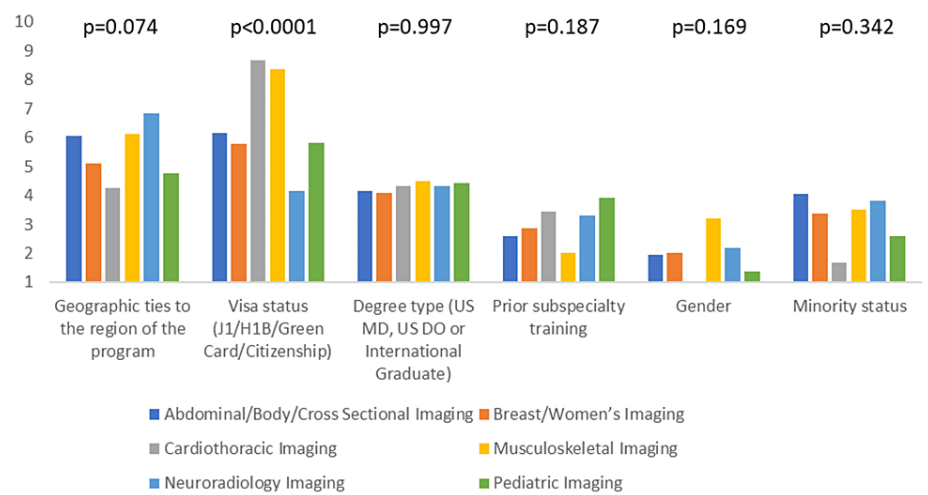 10
9
8
7
6
5
4
3
2
1
p=0.074
p<0.0001
p=0.997
p=0.187
p=0.169
p=0.342
Geographic ties to
the region of the
program
Visa status
(J1/H1B/Green
Card/Citizenship)
Degree type (US
MD, US DO or
International
Graduate)
Prior subspecialty
training
Gender
Minority status
Abdominal/Body/Cross Sectional Imaging
Breast/Women’s Imaging
Cardiothoracic Imaging
Musculoskeletal Imaging
Neuroradiology Imaging
Pediatric Imaging